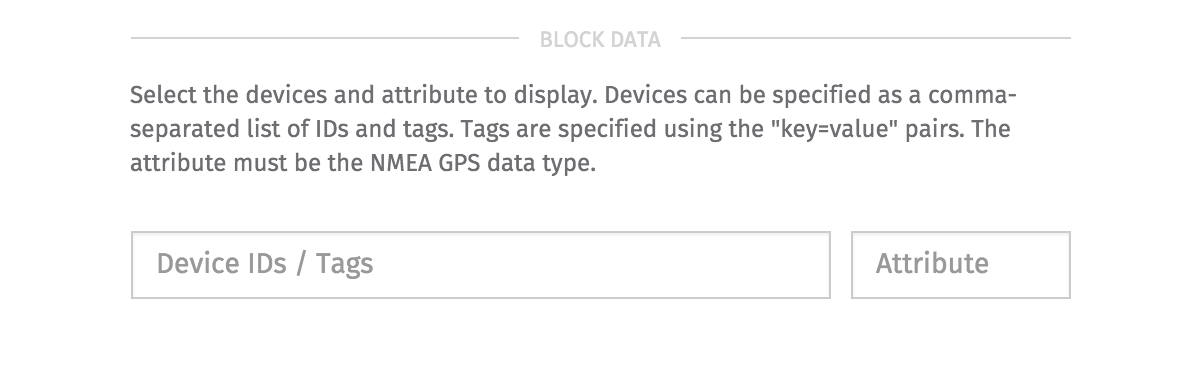 BLOCK DATA
Select the devices and attribute to display. Devices can be specified as a comma-
separated list of IDs and tags. Tags are specified using the "key=value" pairs. The
attribute must be the NMEA GPS data type.
Device IDs / Tags
Attribute